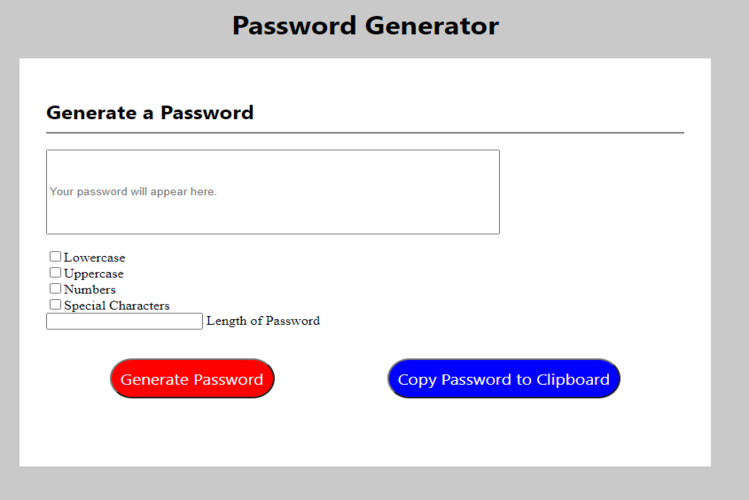 Password Generator
Generate a Password
Your password will appear here.
Lowercase
Uppercase
Numbers
Special Characters
Length of Password
Generate Password
Copy Password to Clipboard